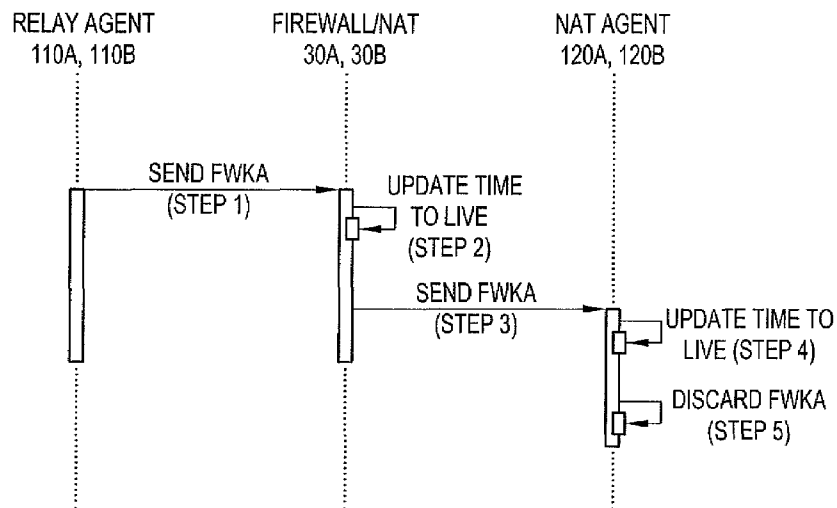 RELAY AGENT
110A, 110B
FIREWALL/NAT
30A, 30B
NAT AGENT
120A, 120B
SEND FWKA
(STEP 1)
UPDATE TIME
TO LIVE
(STEP 2)
SEND FWKA
(STEP 3)
UPDATE TIME TO
LIVE (STEP 4)
DISCARD FWKA
(STEP 5)